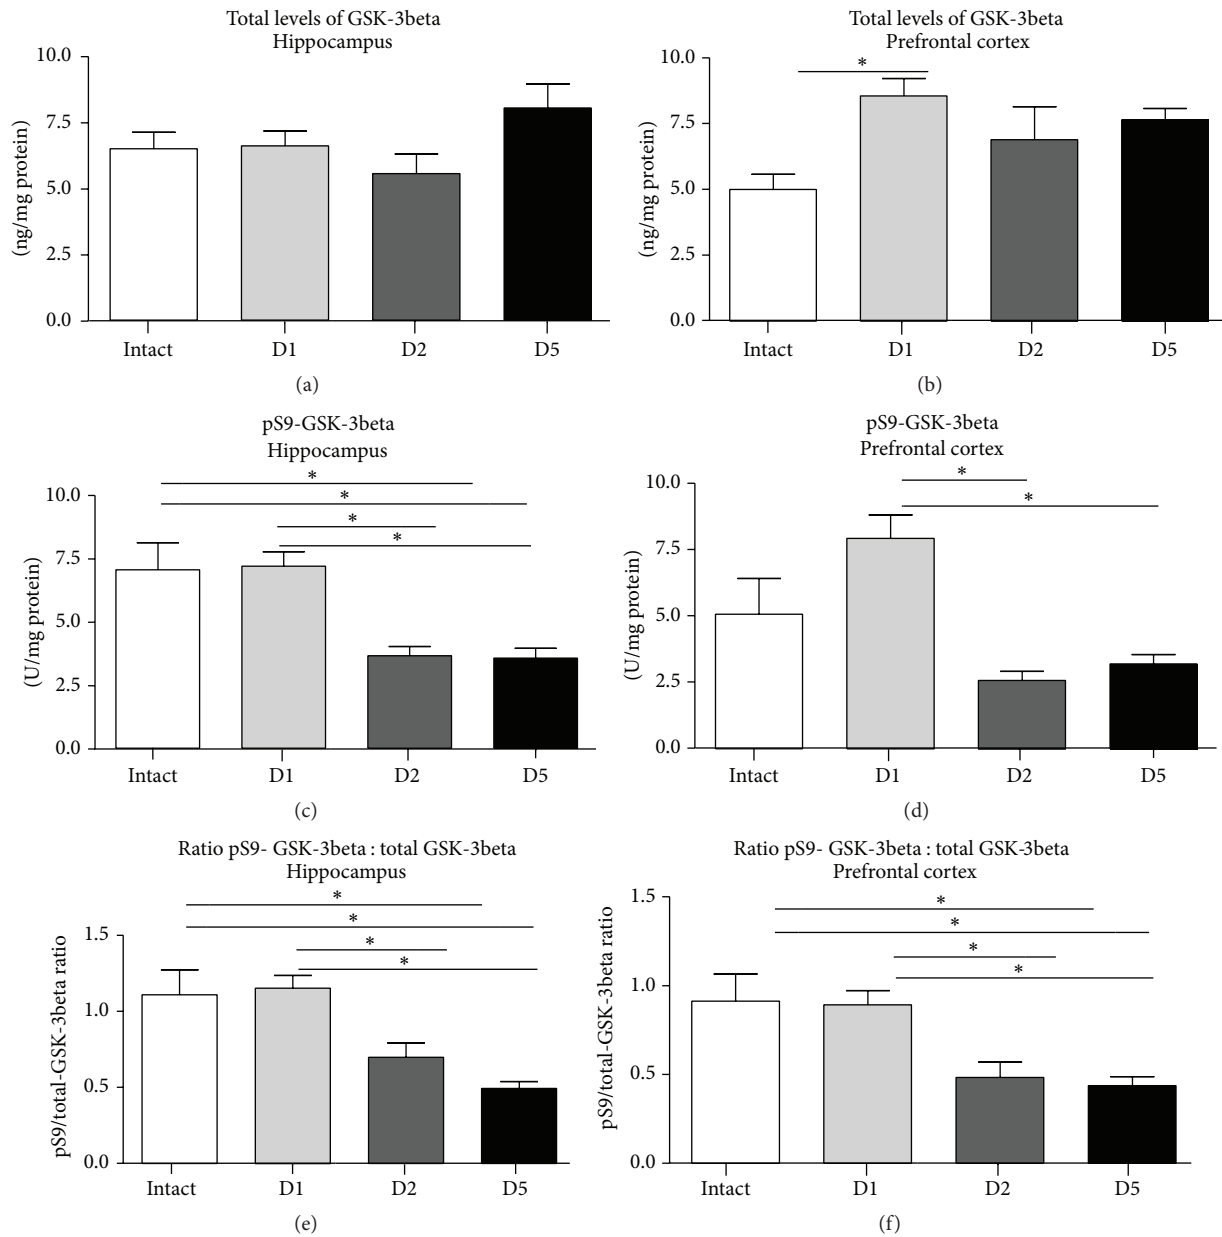 Total levels of GSK-3beta
Hippocampus
10.0
7.5
5.0
2.5
0.0
(ng/mg protein)
Intact D1 D2 D5
(a)
Total levels of GSK-3beta
Prefrontal cortex
*
10.0
7.5
5.0
2.5
0.0
(ng/mg protein)
Intact D1 D2 D5
(b)
pS9-GSK-3beta
Hippocampus
*
*
*
*
10.0
7.5
5.0
2.5
0.0
(U/mg protein)
Intact D1 D2 D5
(c)
pS9-GSK-3beta
Prefrontal cortex
*
*
10.0
7.5
5.0
2.5
0.0
(U/mg protein)
Intact D1 D2 D5
(d)
Ratio pS9- GSK-3beta : total GSK-3beta
Hippocampus
*
*
*
*
1.5
1.0
0.5
0.0
pS9/total-GSK-3beta ratio
Intact D1 D2 D5
(e)
Ratio pS9- GSK-3beta : total GSK-3beta
Prefrontal cortex
*
*
*
*
1.5
1.0
0.5
0.0
pS9/total-GSK-3beta ratio
Intact D1 D2 D5
(f)